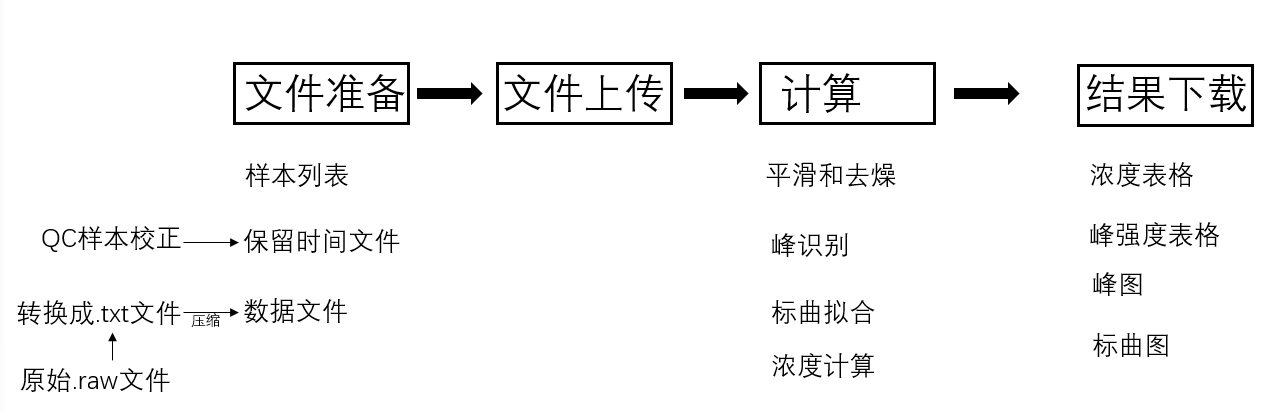 文件准备
文件上传
计算
结果下载
样本列表
平滑和去燥
浓度表格
QC样本校正
保留时间文件
峰识别
峰强度表格
转换成.txt文件
压缩
数据文件
标曲拟合
峰图
原始.raw文件
浓度计算
标曲图